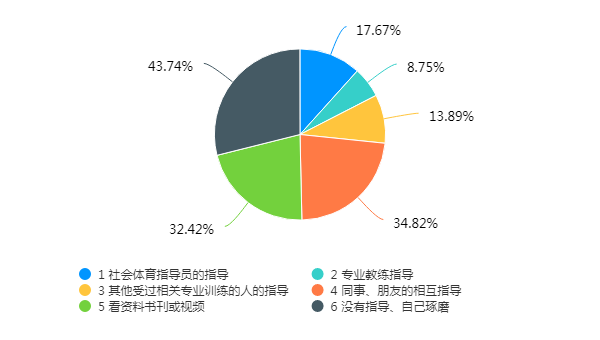 17.67%
43.74%
8.75%
13.89%
32.42%
34.82%
1 社会体育指导员的指导
2 专业教练指导
3 其他受过相关专业训练的人的指导
4 同事、朋友的相互指导
5 看资料书刊或视频
6 没有指导、自己琢磨